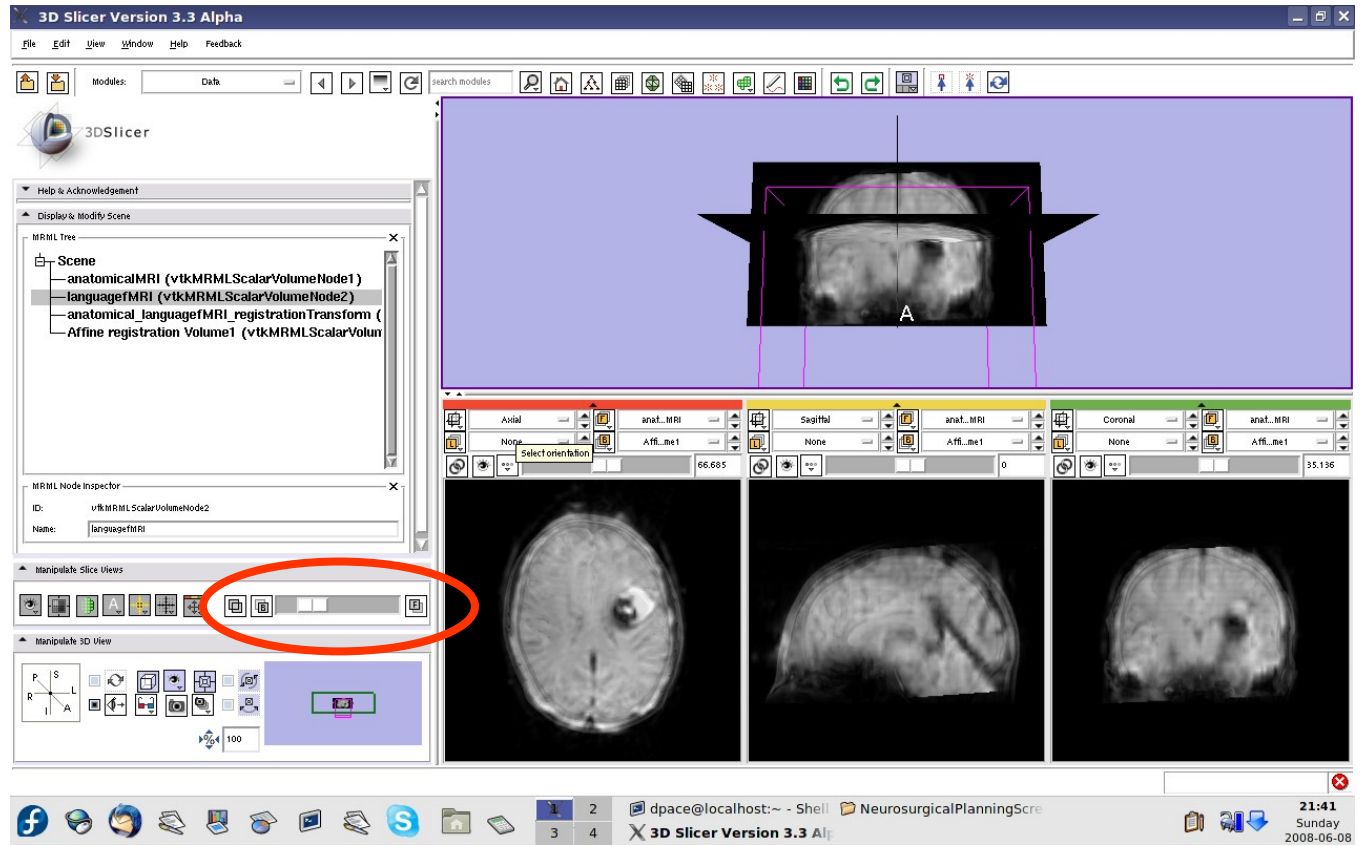 3D Slicer Version 3.3 Alpha
File Edit View Window Help Feedback
Modules: Data search modules
3DSlicer
Help & Acknowledgement
Display & Modify Scene
MRML Tree
Scene
anatomicalMRI (vtkMRMLScalarVolumeNode1)
languagefMRI (vtkMRMLScalarVolumeNode2)
anatomical_languagefMRI_registrationTransform (
Affine registration Volume1 (vtkMRMLScalarVolum
MRML Node Inspector
ID: vtkMRMLScalarVolumeNode2
Name: languagefMRI
Manipulate Slice Views
B F
Manipulate 3D View
P S
R L
I A
% 100
A
Axial F anat...MRI
None B Affi...me1
Select orientation
66.685
Sagittal F anat...MRI
None B Affi...me1
0
Coronal F anat...MRI
None B Affi...me1
35.136
1 2 dpace@localhost:~ - Shell NeurosurgicalPlanningScre
3 4 3D Slicer Version 3.3 Alp
21:41
Sunday
2008-06-08